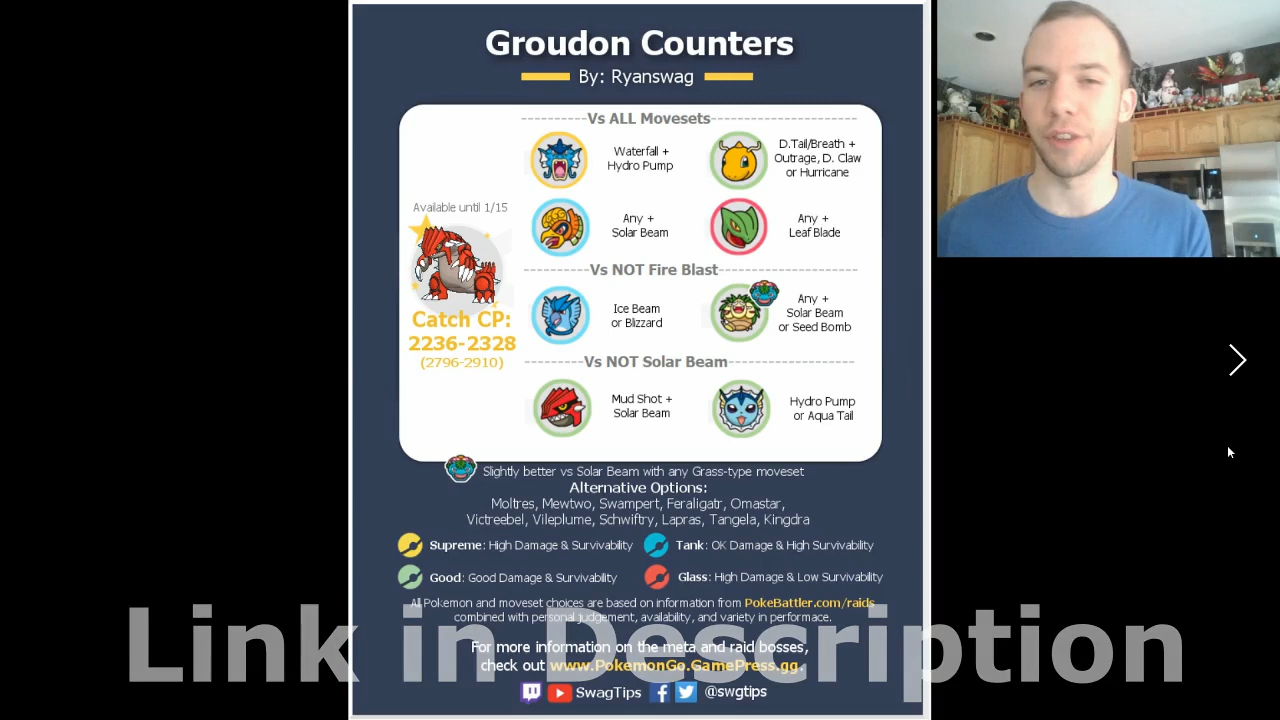 Groudon Counters
By: Ryanswag
Vs ALL Movesets
Waterfall +
Hydro Pump
D.Tail/Breath +
Outrage, D. Claw
or Hurricane
Any +
Solar Beam
Any +
Leaf Blade
Available until 1/15
Catch CP:
2236-2328
(2796-2910)
Vs NOT Fire Blast
Ice Beam
or Blizzard
Any +
Solar Beam
or Seed Bomb
Vs NOT Solar Beam
Mud Shot +
Solar Beam
Hydro Pump
or Aqua Tail
Slightly better vs Solar Beam with any Grass-type moveset
Alternative Options:
Moltres, Mewtwo, Swampert, Feraligatr, Omastar,
Victreebel, Vileplume, Schwiftry, Lapras, Tangela, Kingdra
Supreme: High Damage & Survivability
Tank: OK Damage & High Survivability
Good: Good Damage & Survivability
Glass: High Damage & Low Survivability
All Pokemon and moveset choices are based on information from PokeBattler.com/raids
combined with personal judgement, availability, and variety in performace.
Link in Description
For more information on the meta and raid bosses,
check out www.PokemonGo.GamePress.gg.
SwagTips
@swgtips